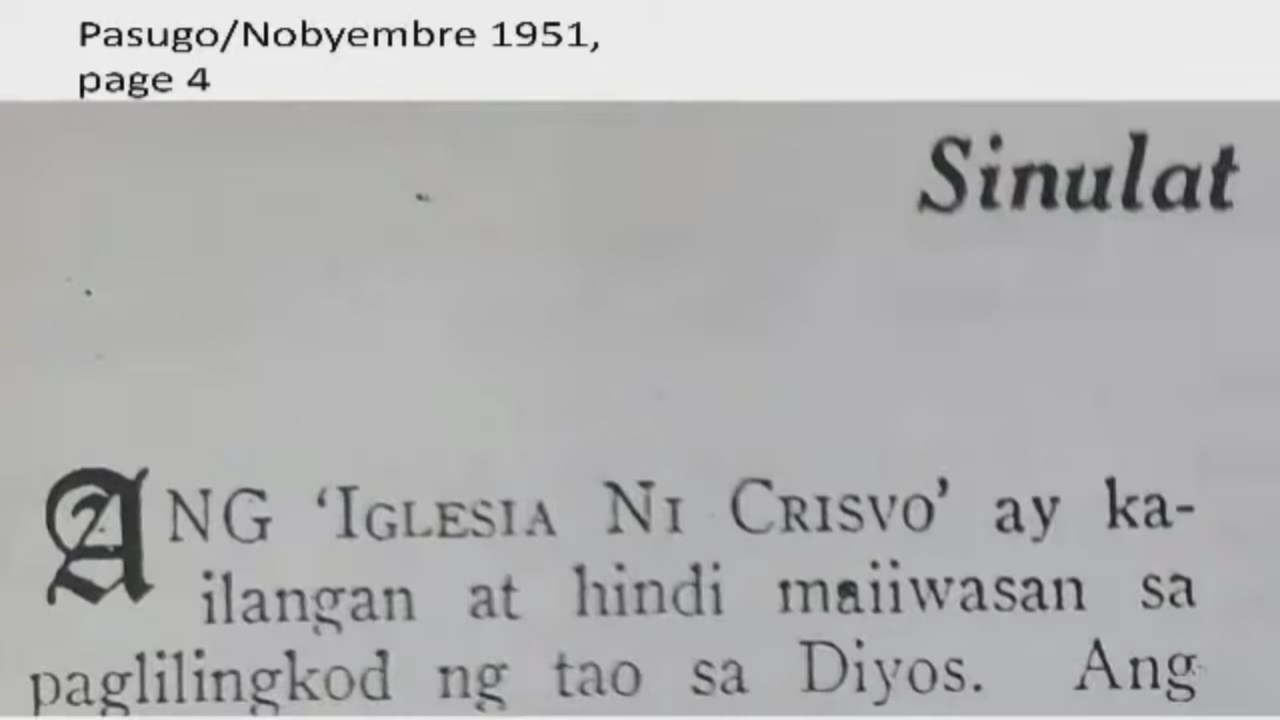 Pasugo/Nobyembre 1951,
page 4
Sinulat
ANG ‘IGLESIA NI CRISVO’ ay ka-
ilangan at hindi maiiwasan sa
paglilingkod ng tao sa Diyos. Ang